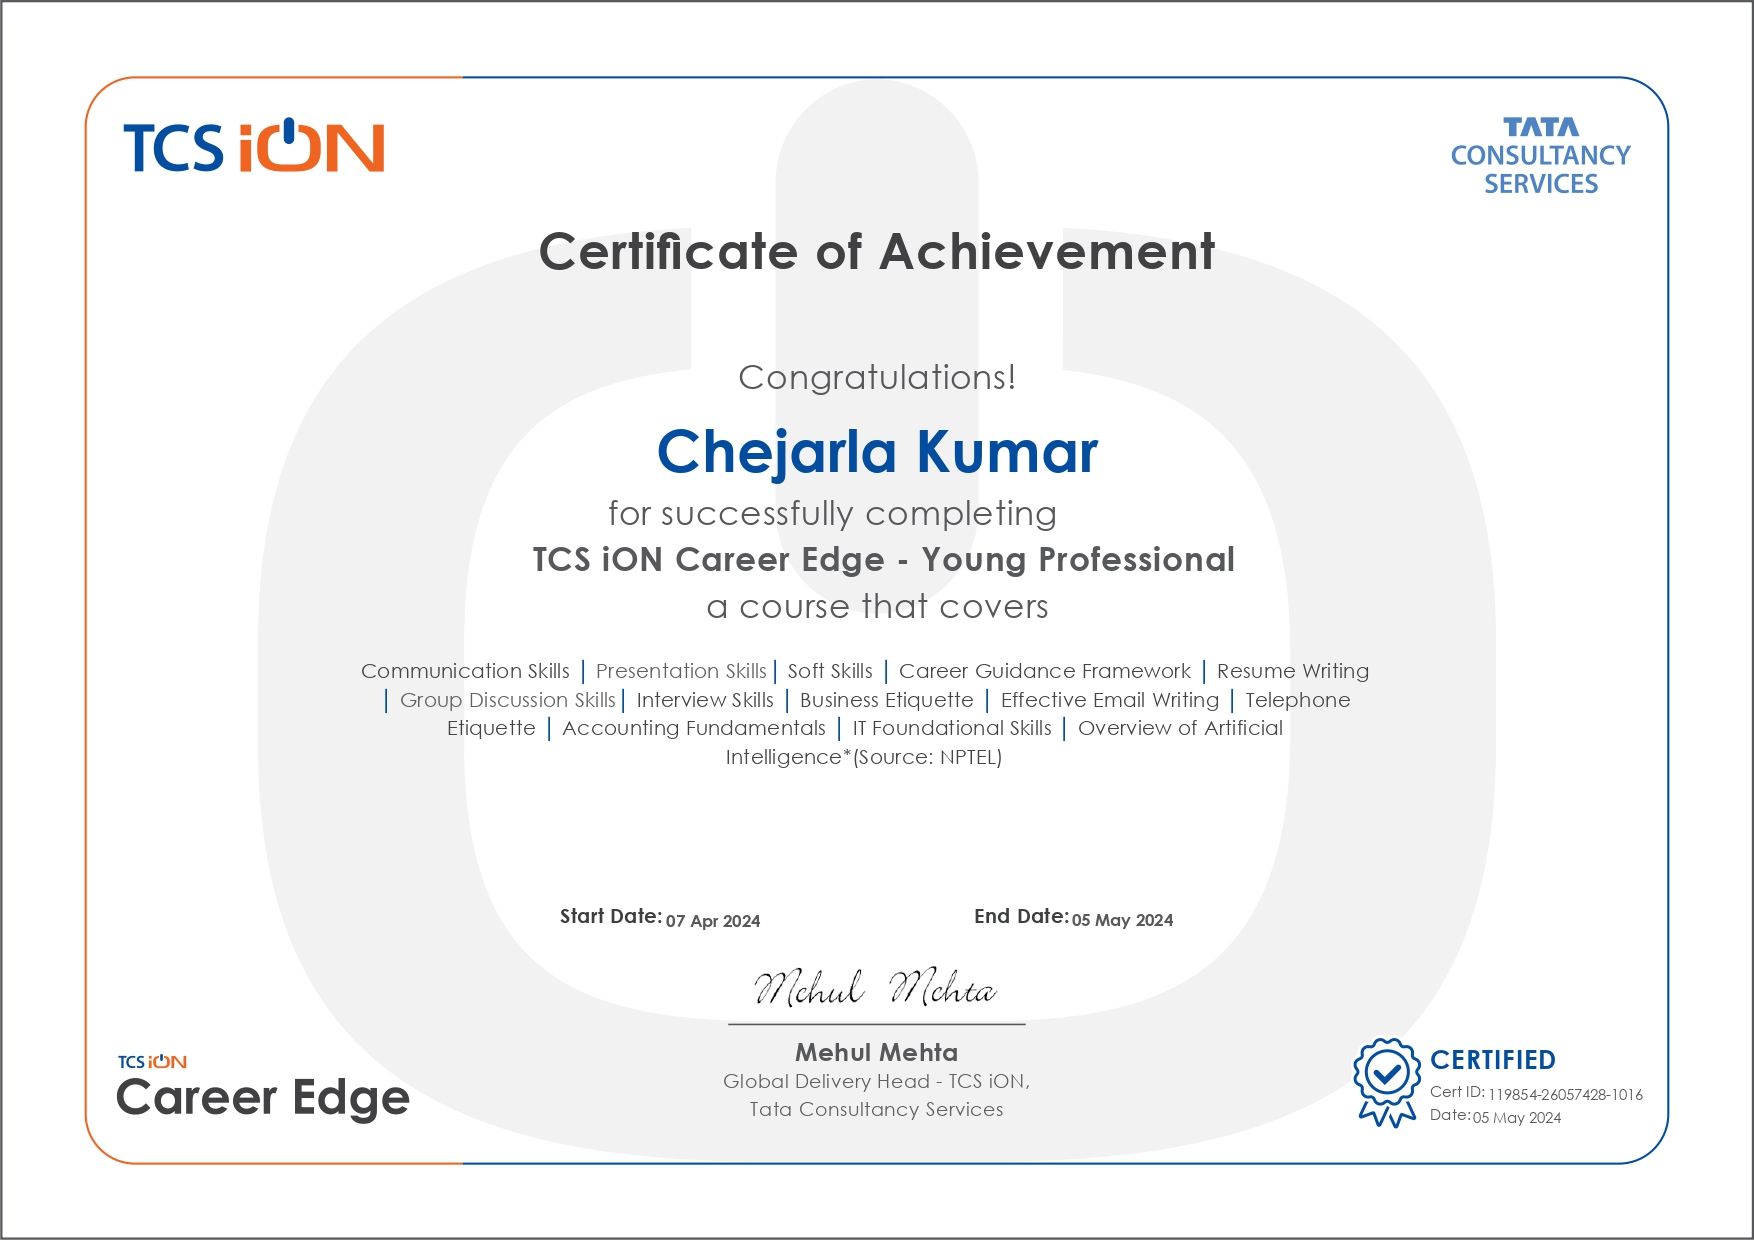 TCS iON
TATA
CONSULTANCY
SERVICES
Certificate of Achievement
Congratulations!
Chejarla Kumar
for successfully completing
TCS iON Career Edge - Young Professional
a course that covers
Communication Skills | Presentation Skills | Soft Skills | Career Guidance Framework | Resume Writing
| Group Discussion Skills | Interview Skills | Business Etiquette | Effective Email Writing | Telephone
Etiquette | Accounting Fundamentals | IT Foundational Skills | Overview of Artificial
Intelligence*(Source: NPTEL)
Start Date: 07 Apr 2024 End Date: 05 May 2024
Mehul Mehta
Mehul Mehta
Global Delivery Head - TCS iON,
Tata Consultancy Services
TCS iON
Career Edge
CERTIFIED
Cert ID: 119854-26057428-1016
Date: 05 May 2024